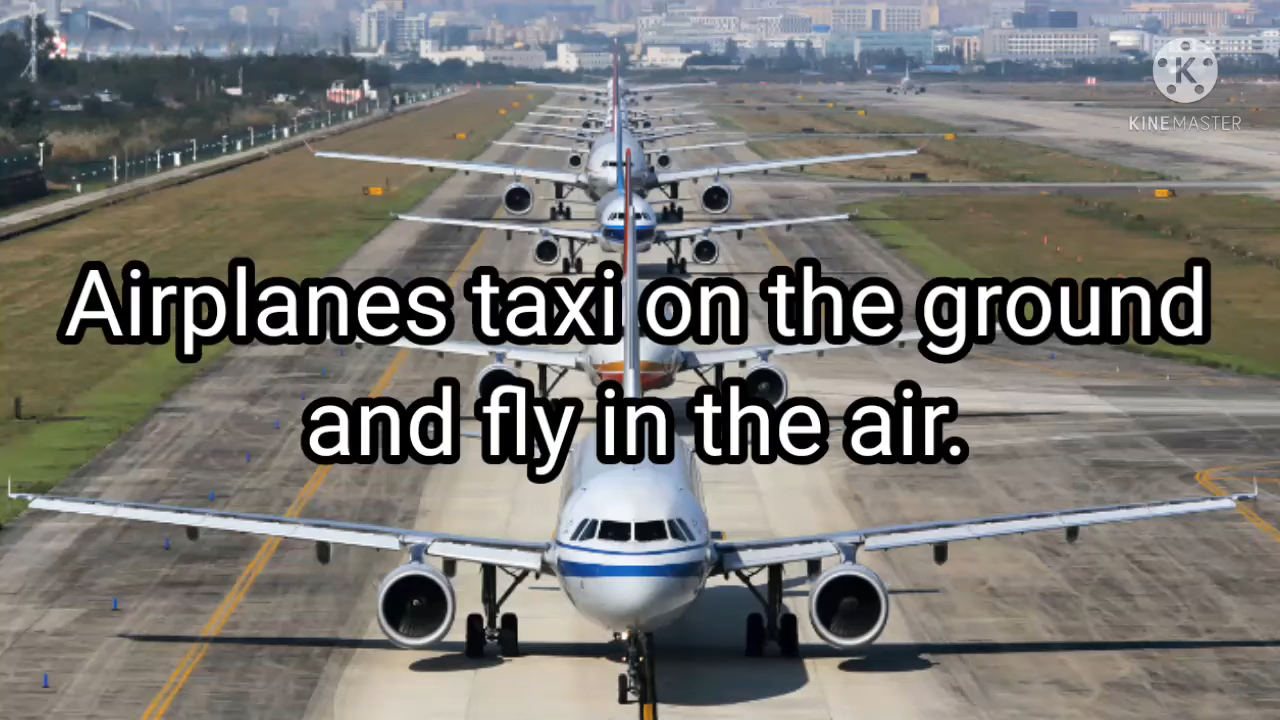 K
KINEMASTER
Airplanes taxi on the ground
and fly in the air.